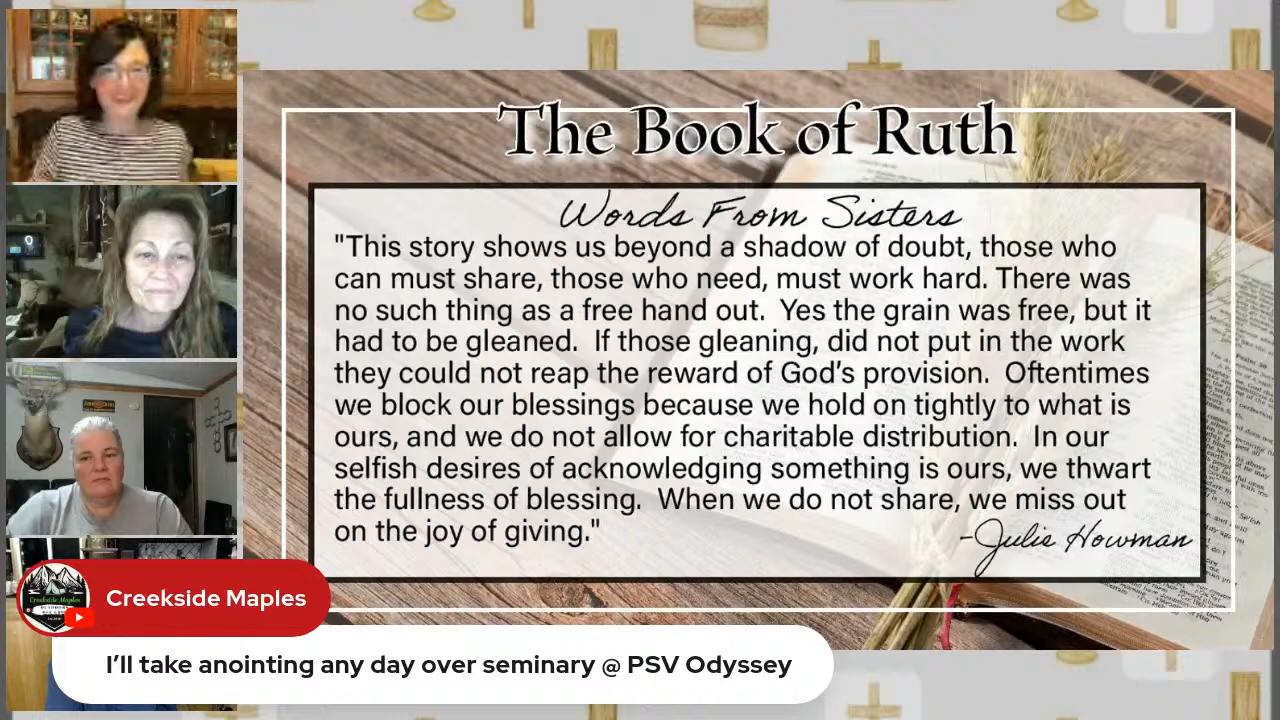 The Book of Ruth
Words From Sisters
"This story shows us beyond a shadow of doubt, those who
can must share, those who need, must work hard. There was
no such thing as a free hand out.  Yes the grain was free, but it
had to be gleaned.  If those gleaning, did not put in the work
they could not reap the reward of God's provision.  Oftentimes
we block our blessings because we hold on tightly to what is
ours, and we do not allow for charitable distribution.  In our
selfish desires of acknowledging something is ours, we thwart
the fullness of blessing.  When we do not share, we miss out
on the joy of giving."
-Julie Howman
Creekside Maples
Creekside Maples
I'll take anointing any day over seminary @ PSV Odyssey